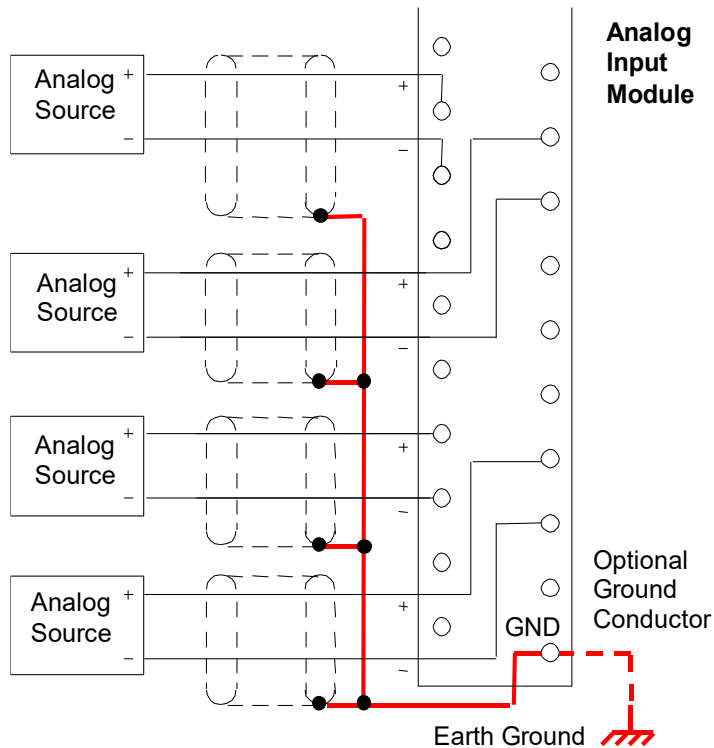 Analog
Input
Module
Analog
Source
+
−
+
−
Analog
Source
+
−
+
−
Analog
Source
+
−
+
−
Analog
Source
+
−
+
−
Optional
Ground
Conductor
GND
Earth Ground